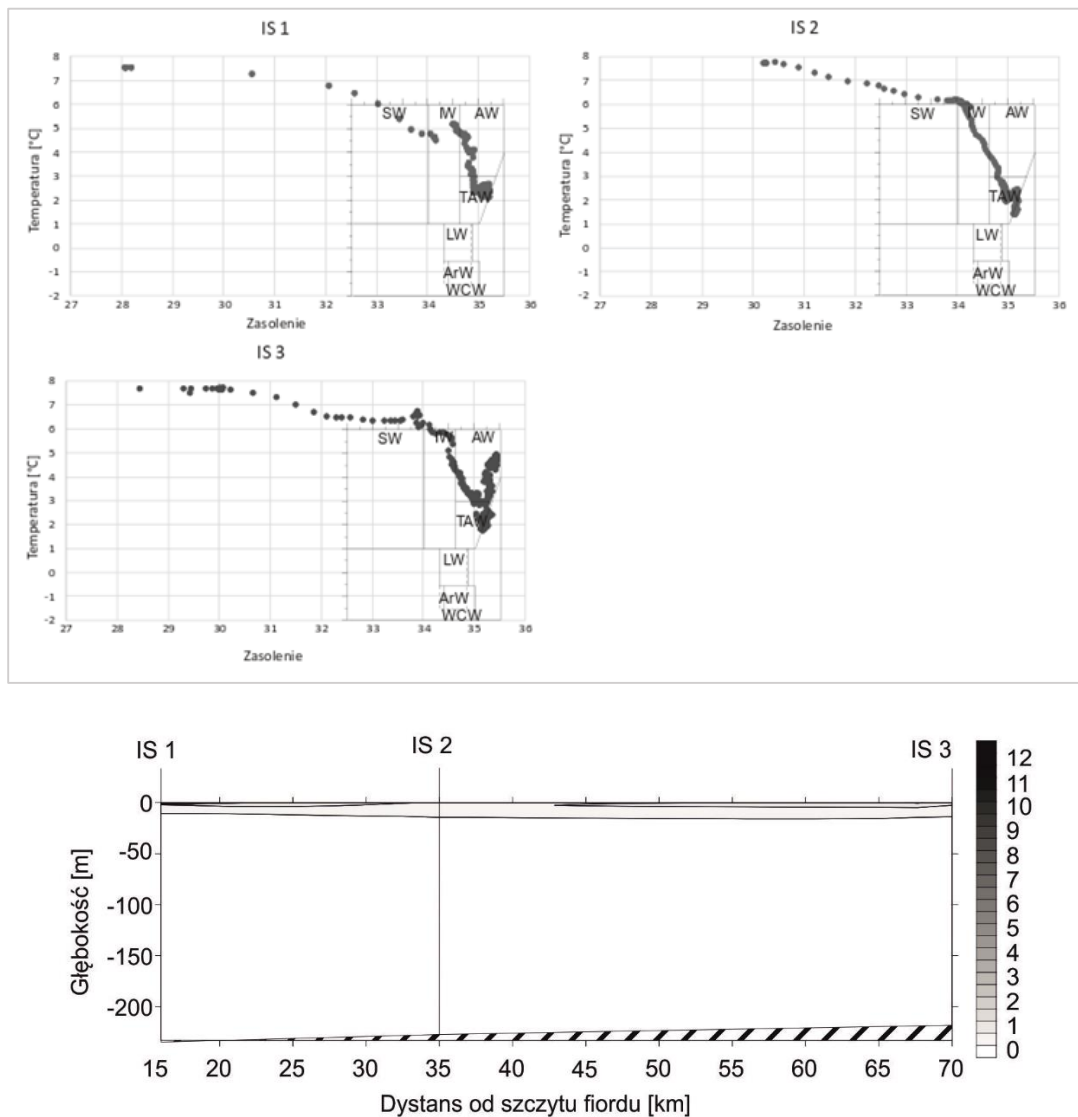 IS 1
IS 2
Temperatura [°C]
8
7
6
5
4
3
2
1
0
-1
-2
SW
IW
AW
TAW
LW
ArW
WCW
27 28 29 30 31 32 33 34 35 36
Zasolenie
Temperatura [°C]
8
7
6
5
4
3
2
1
0
-1
-2
SW
IW
AW
TAW
LW
ArW
WCW
27 28 29 30 31 32 33 34 35 36
Zasolenie
IS 3
Temperatura [°C]
8
7
6
5
4
3
2
1
0
-1
-2
SW
IW
AW
TAW
LW
ArW
WCW
27 28 29 30 31 32 33 34 35 36
Zasolenie
IS 1 IS 2 IS 3
Głębokość [m]
0
-50
-100
-150
-200
15 20 25 30 35 40 45 50 55 60 65 70
Dystans od szczytu fiordu [km]
12
11
10
9
8
7
6
5
4
3
2
1
0